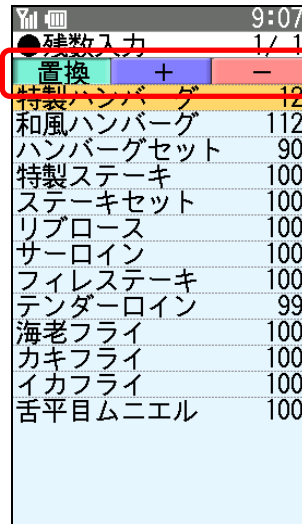 9:07
●残数入力 1/ 1
置換 + −
特製ハンバーグ 12
和風ハンバーグ 112
ハンバーグセット 90
特製ステーキ 100
ステーキセット 100
リブロース 100
サーロイン 100
フィレステーキ 100
テンダーロイン 99
海老フライ 100
カキフライ 100
イカフライ 100
舌平目ムニエル 100